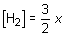 [H₂] = 3/2 x